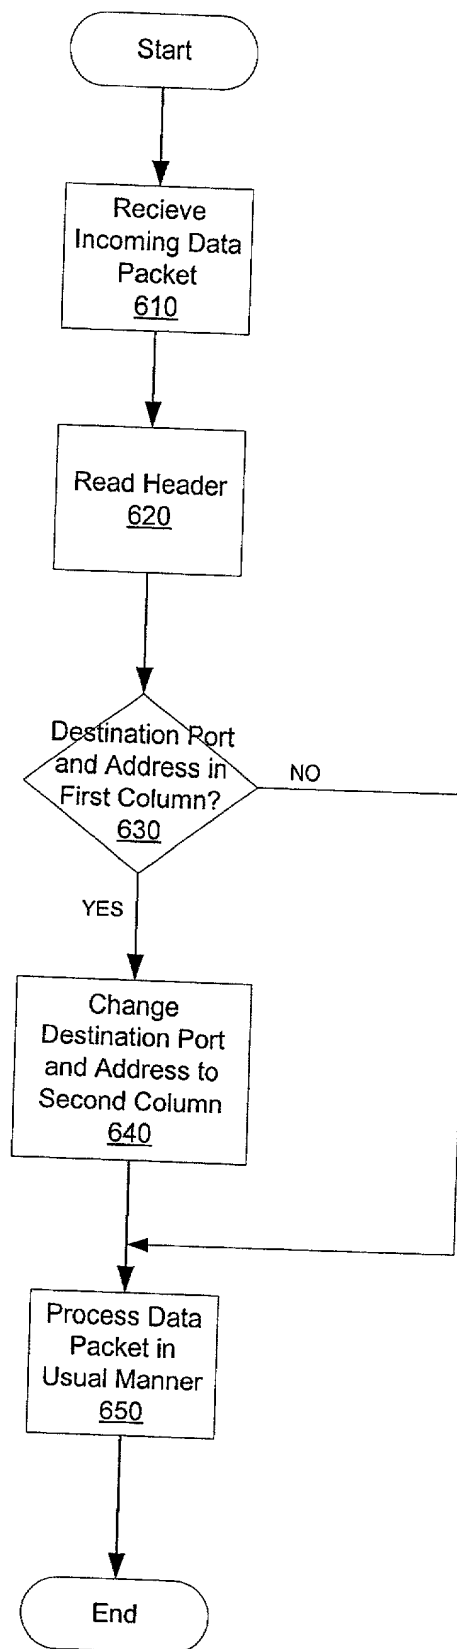 Start
Recieve
Incoming Data
Packet
610
Read Header
620
Destination Port
and Address in
First Column?
630
NO
YES
Change
Destination Port
and Address to
Second Column
640
Process Data
Packet in
Usual Manner
650
End